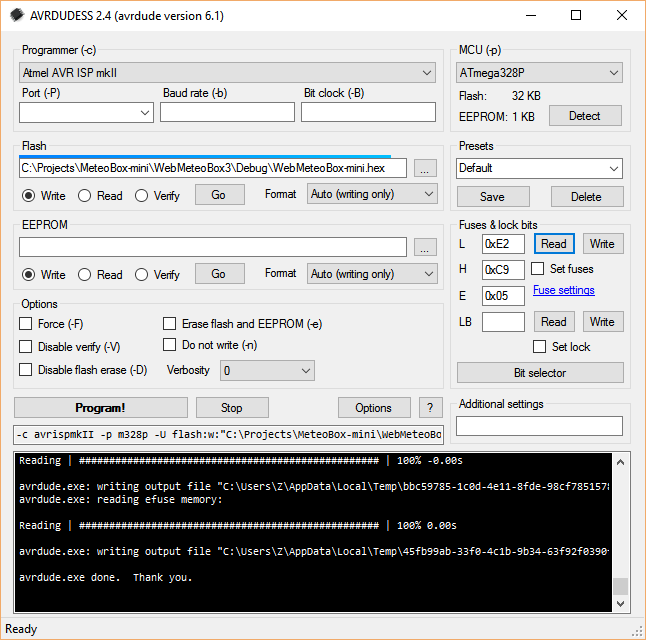 AVRDUDESS 2.4 (avrdude version 6.1)
Programmer (-c)
Atmel AVR ISP mkII
Port (-P)
Baud rate (-b)
Bit clock (-B)
MCU (-p)
ATmega328P
Flash: 32 KB
EEPROM: 1 KB
Detect
Flash
C:\Projects\MeteoBox-mini\WebMeteoBox3\Debug\WebMeteoBox-mini.hex
...
Write Read Verify Go Format Auto (writing only)
Presets
Default
Save Delete
EEPROM
...
Write Read Verify Go Format Auto (writing only)
Fuses & lock bits
L 0xE2 Read Write
H 0xC9 Set fuses
E 0x05 Fuse settings
LB Read Write
Set lock
Bit selector
Options
Force (-F) Erase flash and EEPROM (-e)
Disable verify (-V) Do not write (-n)
Disable flash erase (-D) Verbosity 0
Program! Stop Options ?
Additional settings
-c avrispmkII -p m328p -U flash:w:"C:\Projects\MeteoBox-mini\WebMeteoBo
Reading | ################################################## | 100% -0.00s
avrdude.exe: writing output file "C:\Users\Z\AppData\Local\Temp\bbc59785-1c0d-4e11-8fde-98cf7851578
avrdude.exe: reading efuse memory:
Reading | ################################################## | 100% 0.00s
avrdude.exe: writing output file "C:\Users\Z\AppData\Local\Temp\45fb99ab-33f0-4c1b-9b34-63f92f0390
avrdude.exe done. Thank you.
Ready